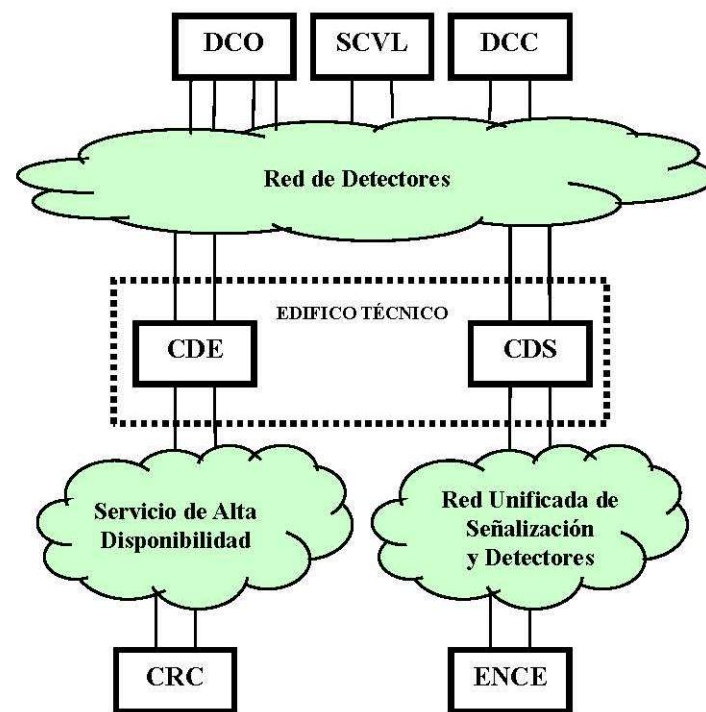 DCO
SCVL
DCC
Red de Detectores
EDIFICO TÉCNICO
CDE
CDS
Servicio de Alta
Disponibilidad
Red Unificada de
Señalización
y Detectores
CRC
ENCE